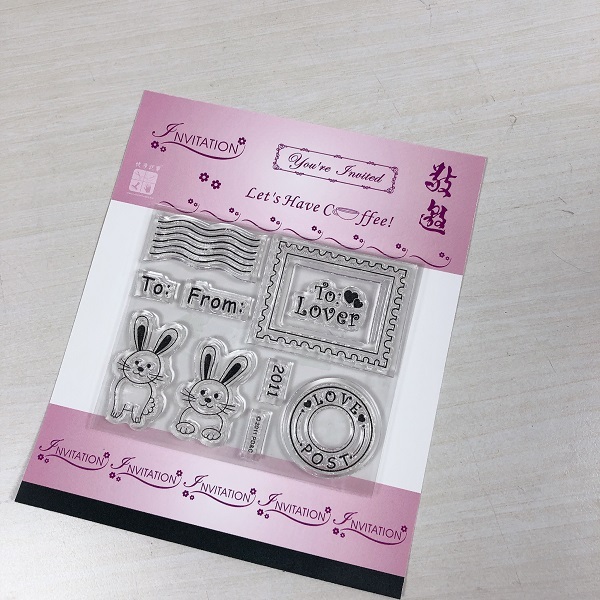 INVITATION
You're Invited
敬邀
Let's Have Coffee!
To:
From:
To:
Lover
2011
LOVE
POST
INVITATION
INVITATION
INVITATION
INVITATION
INVITATION